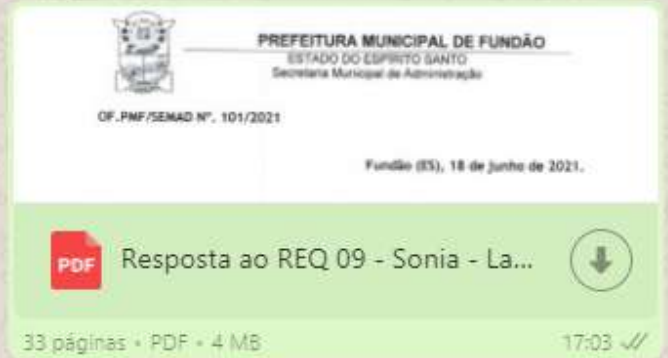 PREFEITURA MUNICIPAL DE FUNDÃO
ESTADO DO ESPÍRITO SANTO
Secretaria Municipal de Administração
OF.PMF/SEMAD Nº. 101/2021
Fundão (ES), 18 de junho de 2021.
PDF Resposta ao REQ 09 - Sonia - La...
33 páginas • PDF • 4 MB 17:03